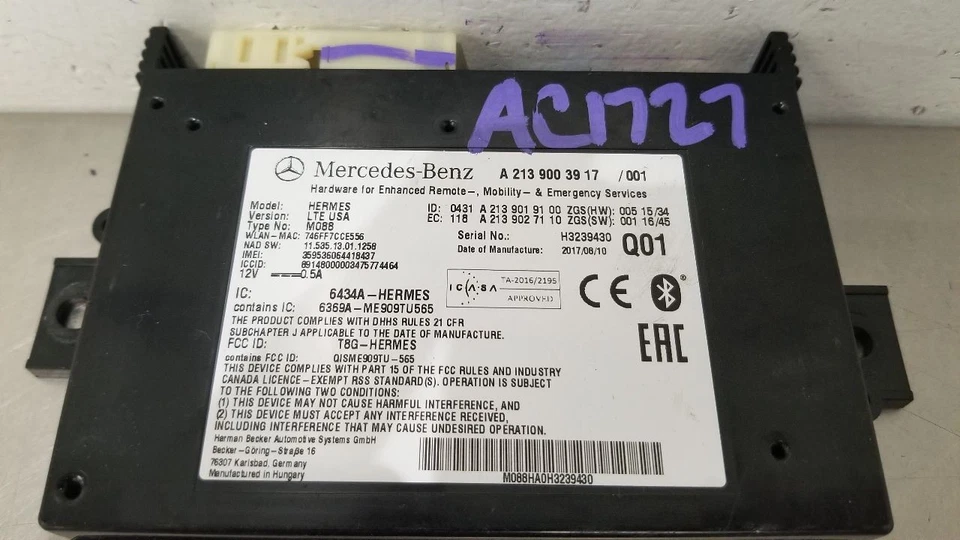 AC1727
Mercedes-Benz A 213 900 39 17 /001
Hardware for Enhanced Remote-, Mobility- & Emergency Services
Model: HERMES
Version: LTE USA
Type No: M088
WLAN-MAC: 746FF7CCE556
NAD SW: 11.535.13.01.1258
IMEI: 359536064418437
ICCID: 89148000003475774464
12V 0.5A
ID: 0431 A 213 901 91 00 ZGS(HW): 005 15/34
EC: 118 A 213 902 71 10 ZGS(SW): 001 16/45
Serial No.: H3239430
Date of Manufacture: 2017/08/10
Q01
ICASA TA-2016/2195
APPROVED
CE
EAC
IC: 6434A-HERMES
contains IC: 6369A-ME909TU565
THE PRODUCT COMPLIES WITH DHHS RULES 21 CFR
SUBCHAPTER J APPLICABLE TO THE DATE OF MANUFACTURE.
FCC ID: T8G-HERMES
contains FCC ID: QISME909TU-565
THIS DEVICE COMPLIES WITH PART 15 OF THE FCC RULES AND INDUSTRY
CANADA LICENCE-EXEMPT RSS STANDARD(S). OPERATION IS SUBJECT
TO THE FOLLOWING TWO CONDITIONS:
(1) THIS DEVICE MAY NOT CAUSE HARMFUL INTERFERENCE, AND
(2) THIS DEVICE MUST ACCEPT ANY INTERFERENCE RECEIVED,
INCLUDING INTERFERENCE THAT MAY CAUSE UNDESIRED OPERATION.
Harman Becker Automotive Systems GmbH
Becker-Göring-Straße 16
76307 Karlsbad, Germany
Manufactured in Hungary
M088HA0H3239430